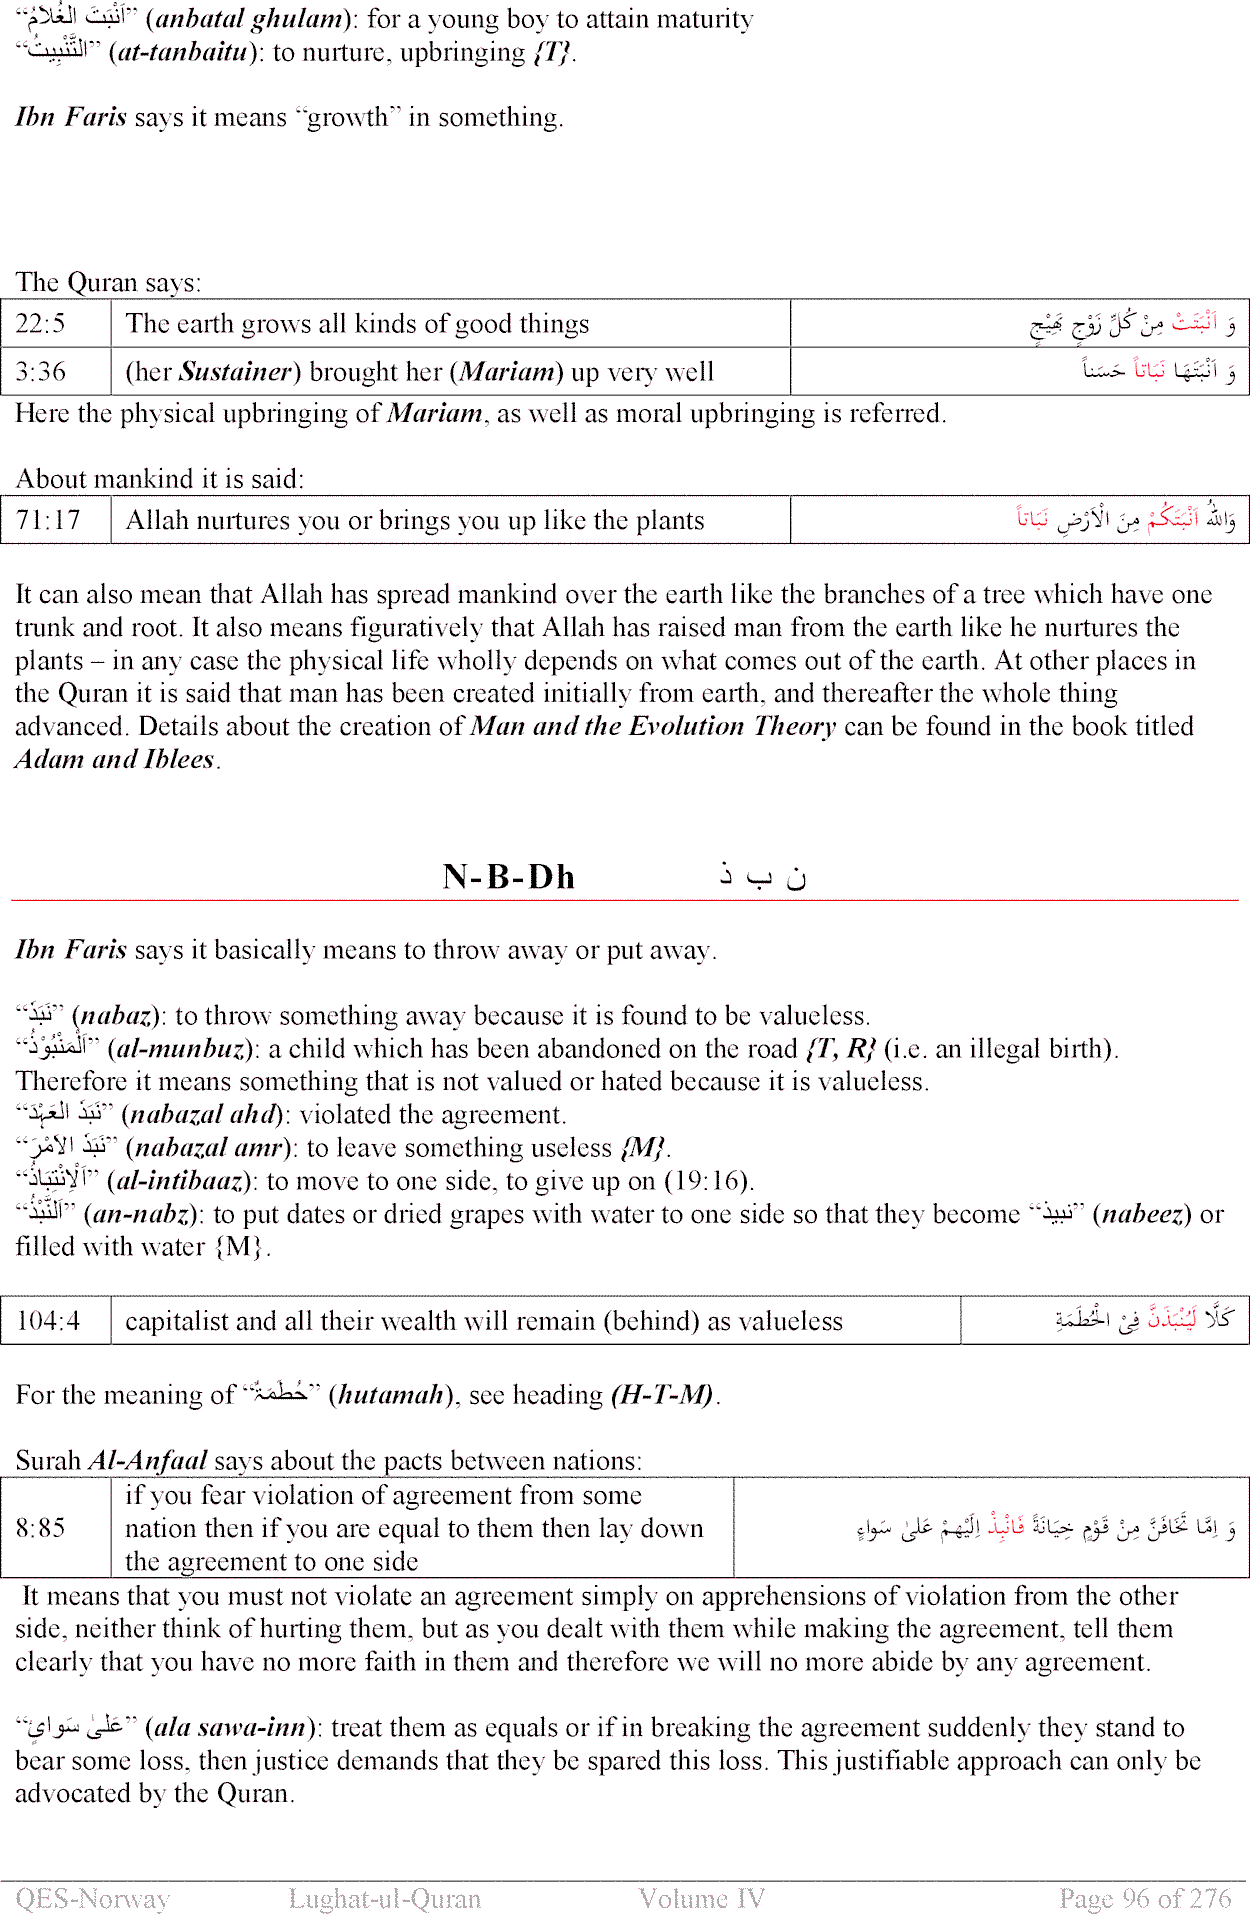 “اَنْبَتَ الْغُلَامُ” (anbatal ghulam): for a young boy to attain maturity
“التَّنْبِيتُ” (at-tanbaitu): to nurture, upbringing {T}.
Ibn Faris says it means “growth” in something.
The Quran says:
22:5 The earth grows all kinds of good things وَ اَنْبَتَتْ مِنْ كُلِّ زَوْجٍ بَهِيْجٍ
3:36 (her Sustainer) brought her (Mariam) up very well وَ اَنْبَتَهَا نَبَاتاً حَسَناً
Here the physical upbringing of Mariam, as well as moral upbringing is referred.
About mankind it is said:
71:17 Allah nurtures you or brings you up like the plants وَاللهُ اَنْبَتَكُمْ مِنَ الْاَرْضِ نَبَاتاً
It can also mean that Allah has spread mankind over the earth like the branches of a tree which have one
trunk and root. It also means figuratively that Allah has raised man from the earth like he nurtures the
plants – in any case the physical life wholly depends on what comes out of the earth. At other places in
the Quran it is said that man has been created initially from earth, and thereafter the whole thing
advanced. Details about the creation of Man and the Evolution Theory can be found in the book titled
Adam and Iblees.
N-B-Dh ن ب ذ
Ibn Faris says it basically means to throw away or put away.
“نَبَذَ” (nabaz): to throw something away because it is found to be valueless.
“اَلْمَنْبُوْذُ” (al-munbuz): a child which has been abandoned on the road {T, R} (i.e. an illegal birth).
Therefore it means something that is not valued or hated because it is valueless.
“نَبَذَ الْعَهْدَ” (nabazal ahd): violated the agreement.
“نَبَذَ الْاَمْرَ” (nabazal amr): to leave something useless {M}.
“اَلْاِنْتِبَاذُ” (al-intibaaz): to move to one side, to give up on (19:16).
“اَلنَّبْذُ” (an-nabz): to put dates or dried grapes with water to one side so that they become “نبیذ” (nabeez) or
filled with water {M}.
104:4 capitalist and all their wealth will remain (behind) as valueless كَلَّا لَيُنْبَذَنَّ فِىْ الْحُطَمَةِ
For the meaning of “حُطَمَةٌ” (hutamah), see heading (H-T-M).
Surah Al-Anfaal says about the pacts between nations:
8:85 if you fear violation of agreement from some
nation then if you are equal to them then lay down
the agreement to one side وَ اِمَّا تَخَافَنَّ مِنْ قَوْمٍ خِيَانَةً فَانْبِذْ اِلَيْهِمْ عَلىٰ سَواءٍ
It means that you must not violate an agreement simply on apprehensions of violation from the other
side, neither think of hurting them, but as you dealt with them while making the agreement, tell them
clearly that you have no more faith in them and therefore we will no more abide by any agreement.
“عَلىٰ سَوایٍٔ” (ala sawa-inn): treat them as equals or if in breaking the agreement suddenly they stand to
bear some loss, then justice demands that they be spared this loss. This justifiable approach can only be
advocated by the Quran.
QES-Norway Lughat-ul-Quran Volume IV Page 96 of 276